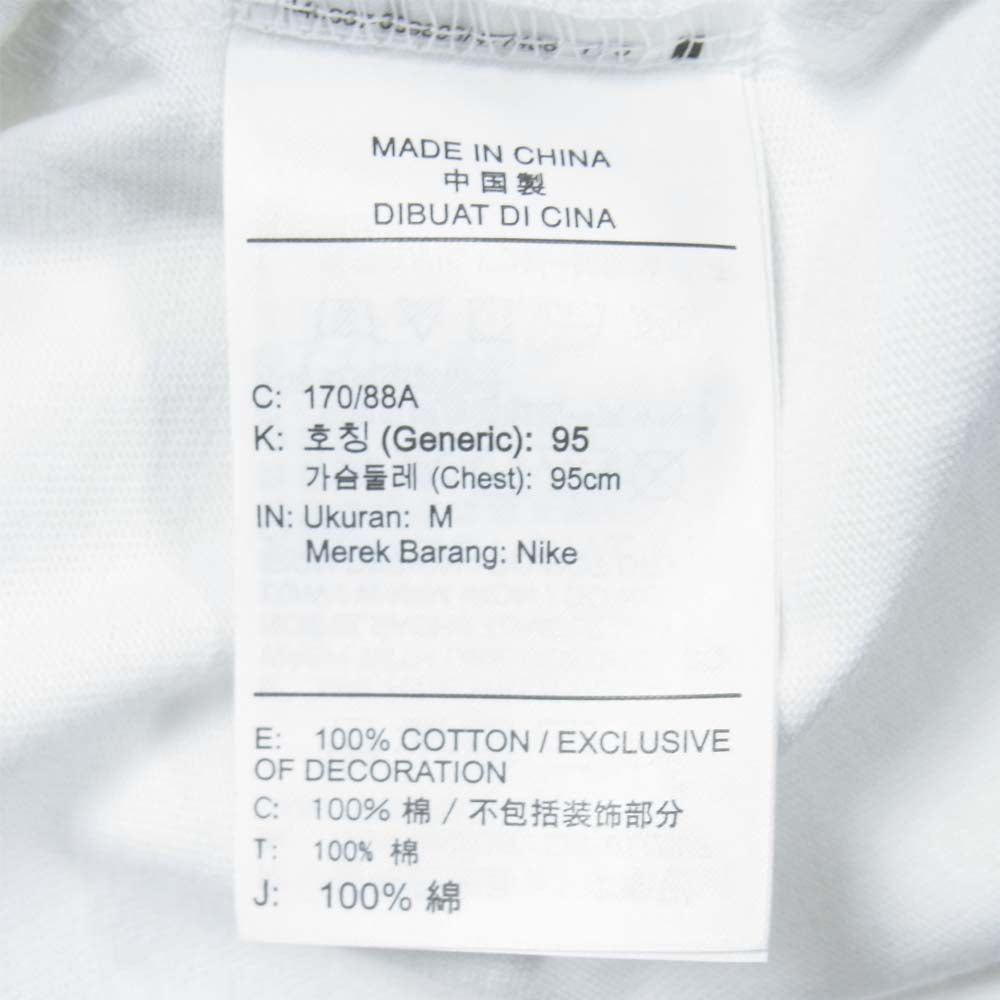 MADE IN CHINA
中国製
DIBUAT DI CINA
C: 170/88A
K: 호칭 (Generic): 95
가슴둘레 (Chest): 95cm
IN: Ukuran: M
Merek Barang: Nike
E: 100% COTTON / EXCLUSIVE
OF DECORATION
C: 100% 棉 / 不包括装饰部分
T: 100% 棉
J: 100% 綿